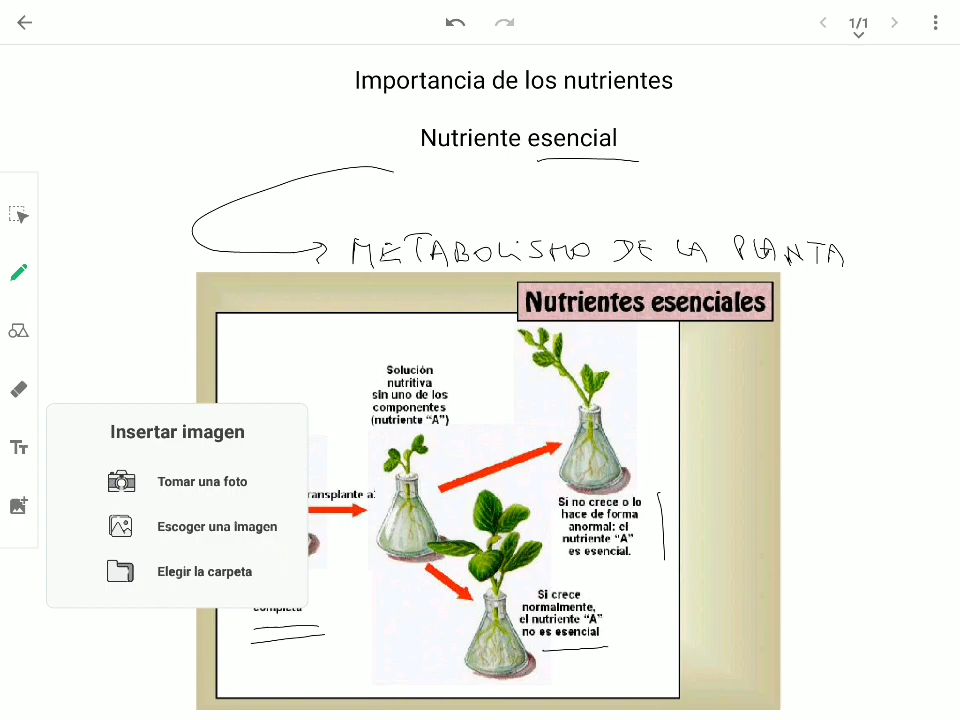 1/1
Importancia de los nutrientes
Nutriente esencial
METABOLiSMO DE LA PLANTA
Nutrientes esenciales
Solución
nutritiva
sin uno de los
componentes
(nutriente "A")
Insertar imagen
Tomar una foto
Escoger una imagen
Elegir la carpeta
ransplante a:
Si no crece o lo
hace de forma
anormal: el
nutriente "A"
es esencial.
Si crece
normalmente,
el nutriente "A"
no es esencial
completa
Tт